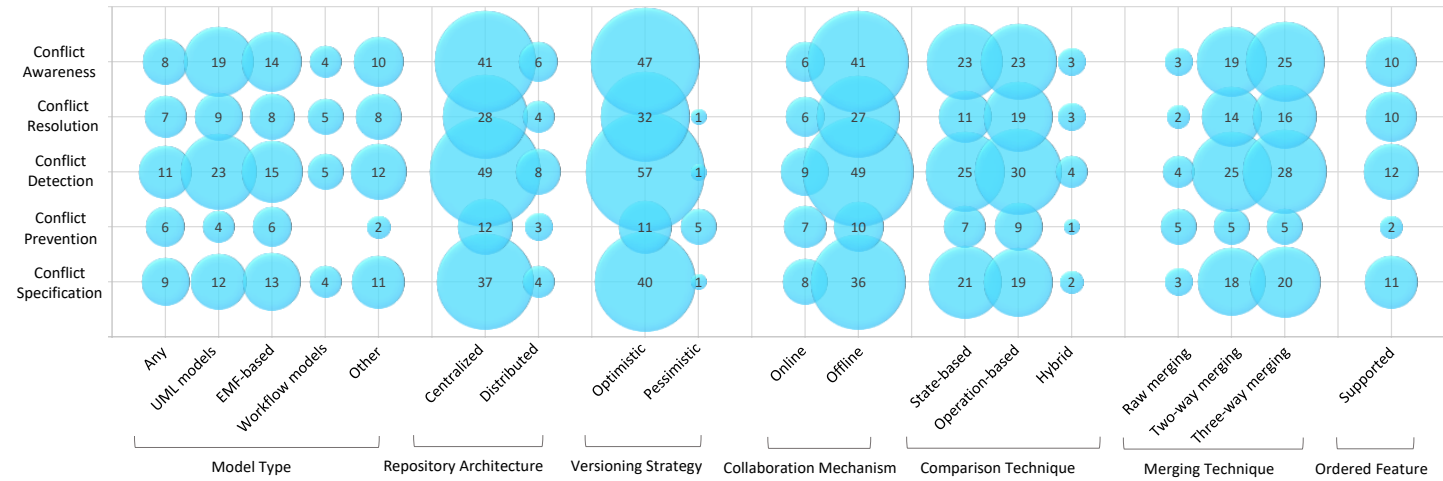 Conflict
Awareness
8 19 14 4 10 41 6 47 6 41 23 23 3 3 19 25 10
Conflict
Resolution
7 9 8 5 8 28 4 32 1 6 27 11 19 3 2 14 16 10
Conflict
Detection
11 23 15 5 12 49 8 57 1 9 49 25 30 4 4 25 28 12
Conflict
Prevention
6 4 6 2 12 3 11 5 7 10 7 9 1 5 5 5 2
Conflict
Specification
9 12 13 4 11 37 4 40 1 8 36 21 19 2 3 18 20 11
Any
UML models
EMF-based
Workflow models
Other
Centralized
Distributed
Optimistic
Pessimistic
Online
Offline
State-based
Operation-based
Hybrid
Raw merging
Two-way merging
Three-way merging
Supported
Model Type
Repository Architecture
Versioning Strategy
Collaboration Mechanism
Comparison Technique
Merging Technique
Ordered Feature